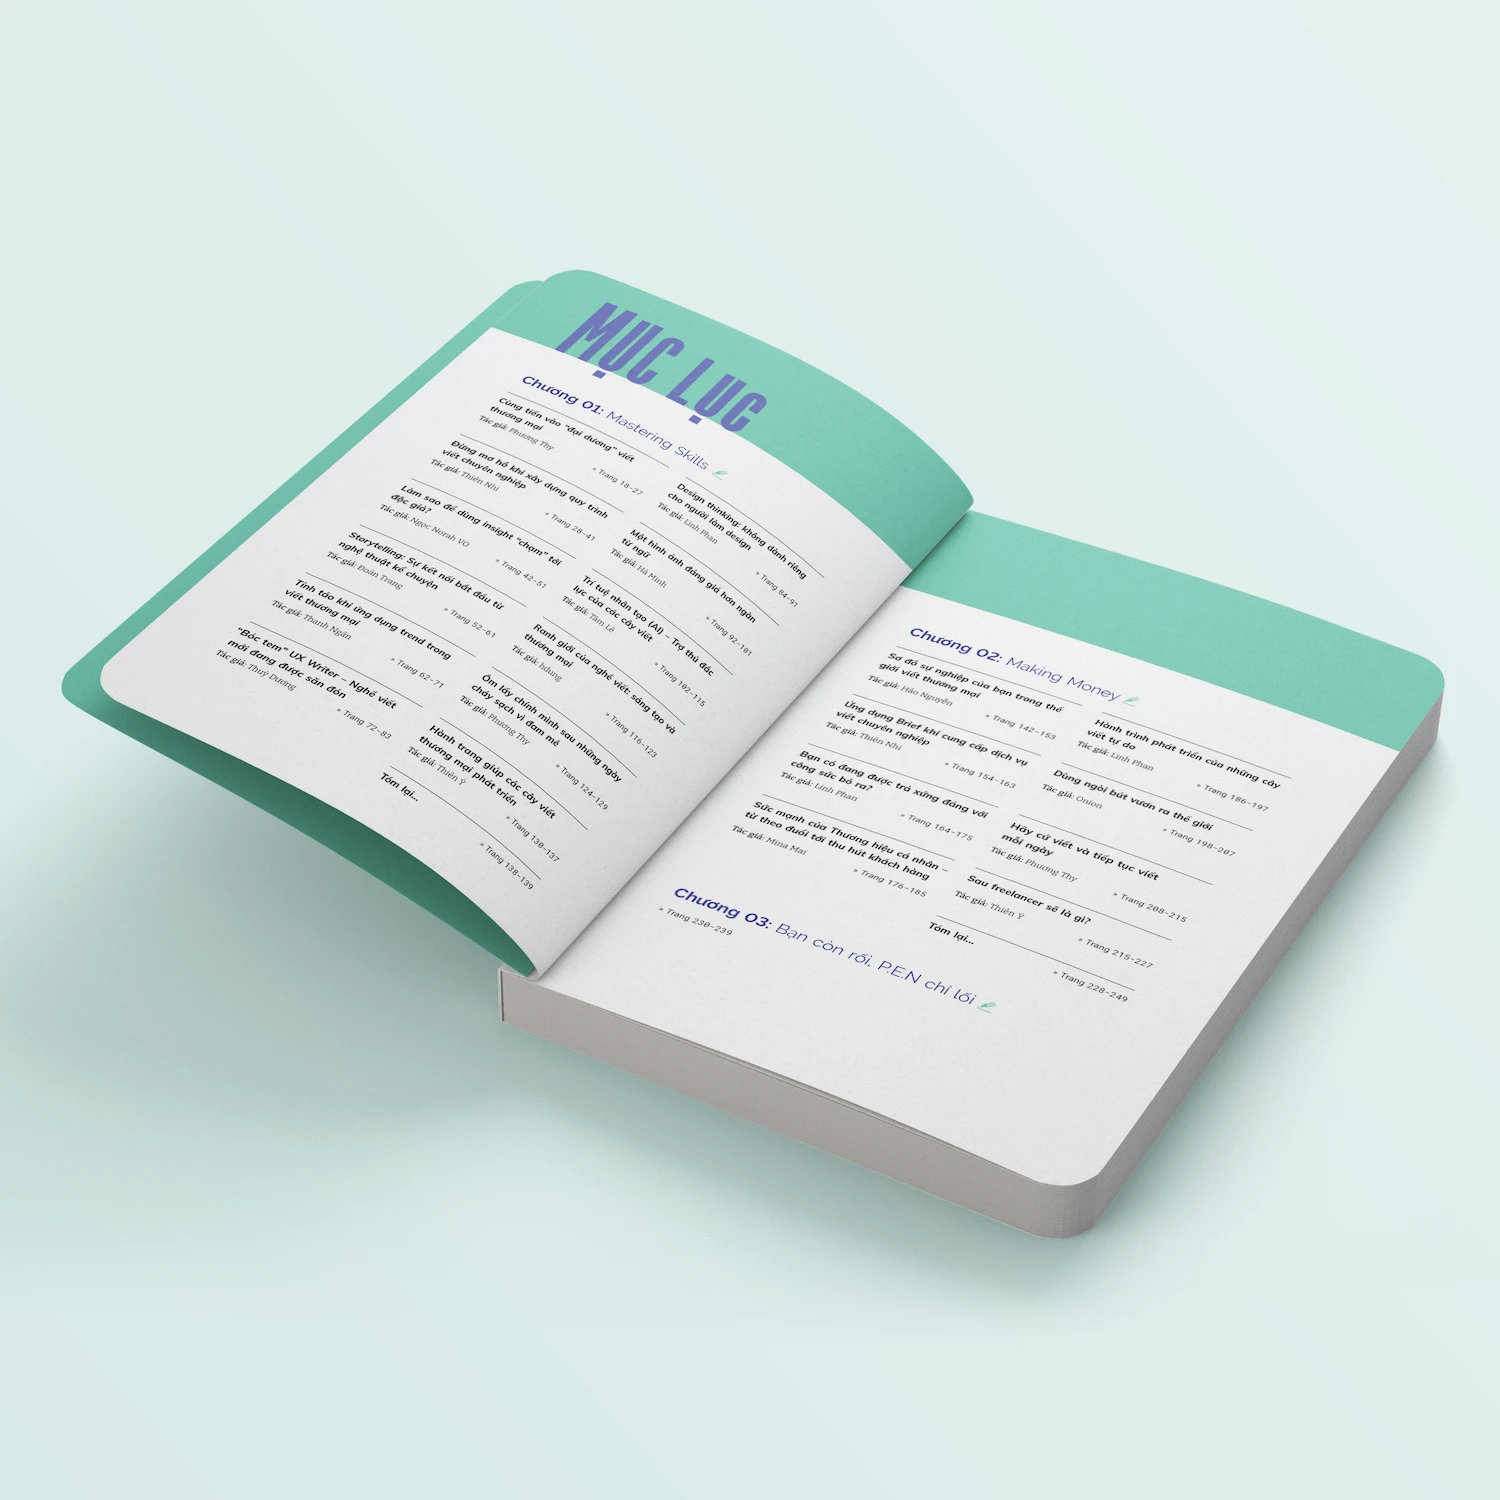 MỤC LỤC
Chương 01: Mastering Skills
Cùng tiến vào “đại dương” viết
thương mại
Tác giả: Phương Thy
» Trang 18-27
Đừng mơ hồ khi xây dựng quy trình
viết chuyên nghiệp
Tác giả: Thiên Nhi
» Trang 28-41
Làm sao để dùng insight “chạm” tới
độc giả?
Tác giả: Ngọc Norah VO
» Trang 42-51
Storytelling: Sự kết nối bắt đầu từ
nghệ thuật kể chuyện
Tác giả: Đoàn Trang
» Trang 52-61
Tỉnh táo khi ứng dụng trend trong
viết thương mại
Tác giả: Thanh Ngân
» Trang 62-71
“Bóc tem” UX Writer – Nghề viết
mới đang được săn đón
Tác giả: Thuỳ Dương
» Trang 72-83
Design thinking: không dành riêng
cho người làm design
Tác giả: Linh Phan
» Trang 84-91
Một hình ảnh đáng giá hơn ngàn
từ ngữ
Tác giả: Hà Minh
» Trang 92-101
Trí tuệ nhân tạo (AI) – Trợ thủ đắc
lực của các cây viết
Tác giả: Tâm Lê
» Trang 102-115
Ranh giới của nghề viết: sáng tạo và
thương mại
Tác giả: hdung
» Trang 116-123
Ôm lấy chính mình sau những ngày
cháy sạch vì đam mê
Tác giả: Phương Thy
» Trang 124-129
Hành trang giúp các cây viết
thương mại phát triển
Tác giả: Thiên Ý
» Trang 130-137
Tóm lại...
» Trang 138-139
Chương 02: Making Money
Sơ đồ sự nghiệp của bạn trong thế
giới viết thương mại
Tác giả: Hảo Nguyễn
» Trang 142-153
Ứng dụng Brief khi cung cấp dịch vụ
viết chuyên nghiệp
Tác giả: Thiên Nhi
» Trang 154-163
Bạn có đang được trả xứng đáng với
công sức bỏ ra?
Tác giả: Linh Phan
» Trang 164-175
Sức mạnh của Thương hiệu cá nhân –
từ theo đuổi tới thu hút khách hàng
Tác giả: Mina Mai
» Trang 176-185
Hành trình phát triển của những cây
viết tự do
Tác giả: Linh Phan
» Trang 186-197
Dùng ngòi bút vươn ra thế giới
Tác giả: Onion
» Trang 198-207
Hãy cứ viết và tiếp tục viết
mỗi ngày
Tác giả: Phương Thy
» Trang 208-215
Sau freelancer sẽ là gì?
Tác giả: Thiên Ý
» Trang 215-227
Tóm lại...
» Trang 228-249
Chương 03: Bạn còn rối, P.E.N chỉ lối
» Trang 230-239